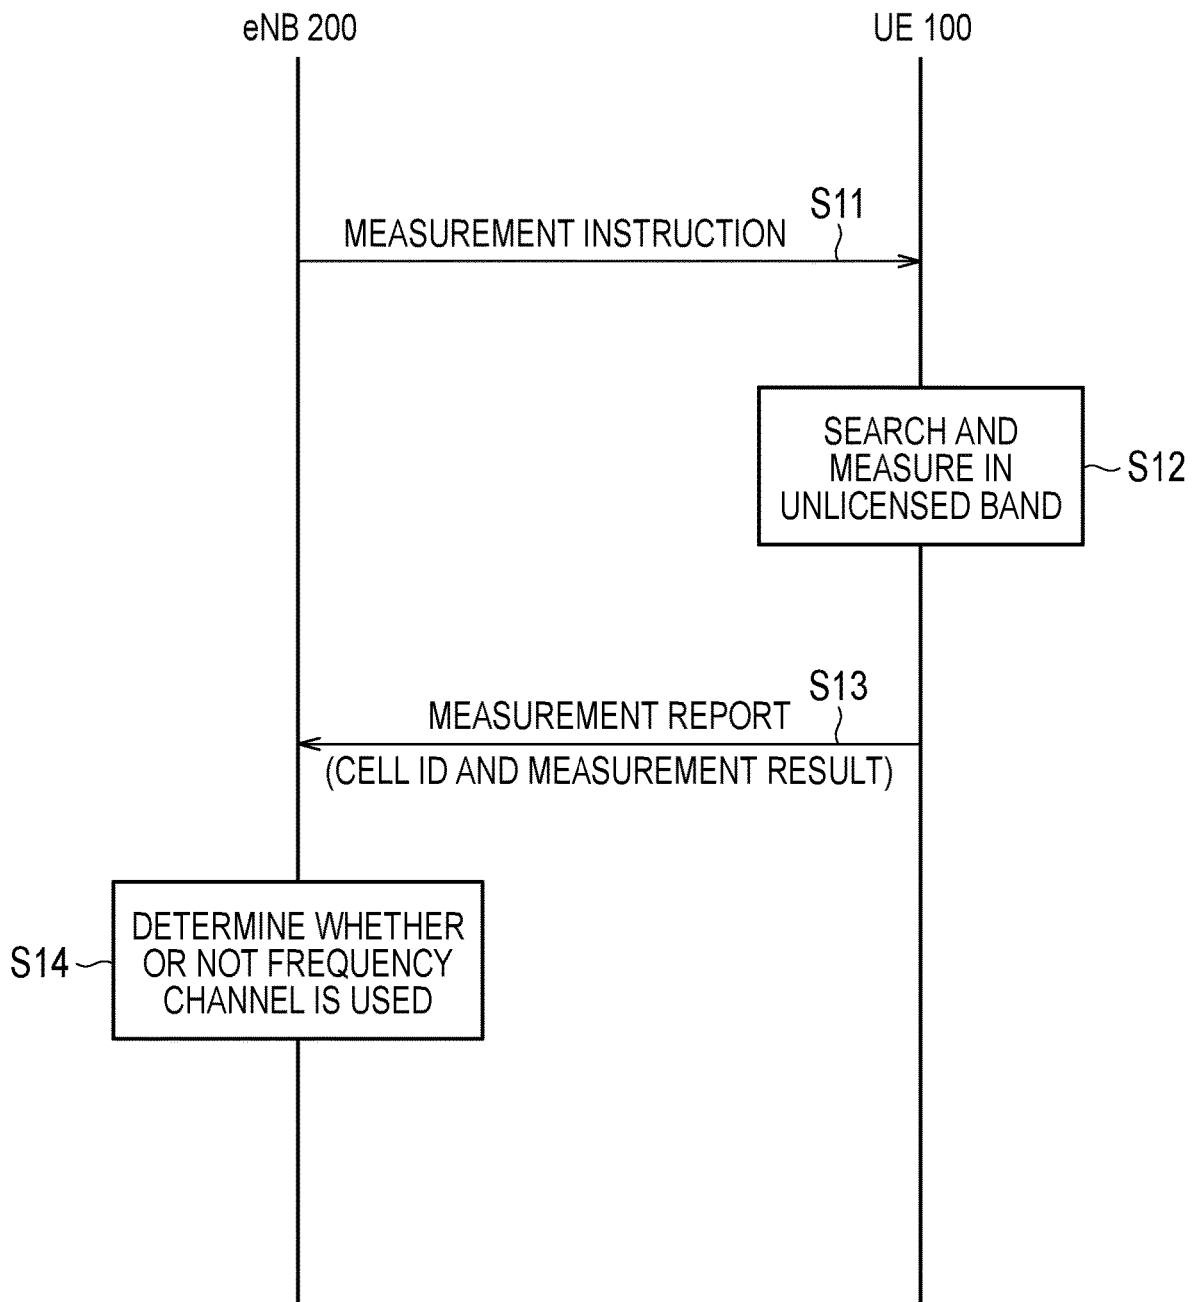 eNB 200
UE 100
S11
MEASUREMENT INSTRUCTION
SEARCH AND
MEASURE IN
UNLICENSED BAND
S12
S13
MEASUREMENT REPORT
(CELL ID AND MEASUREMENT RESULT)
DETERMINE WHETHER
OR NOT FREQUENCY
CHANNEL IS USED
S14